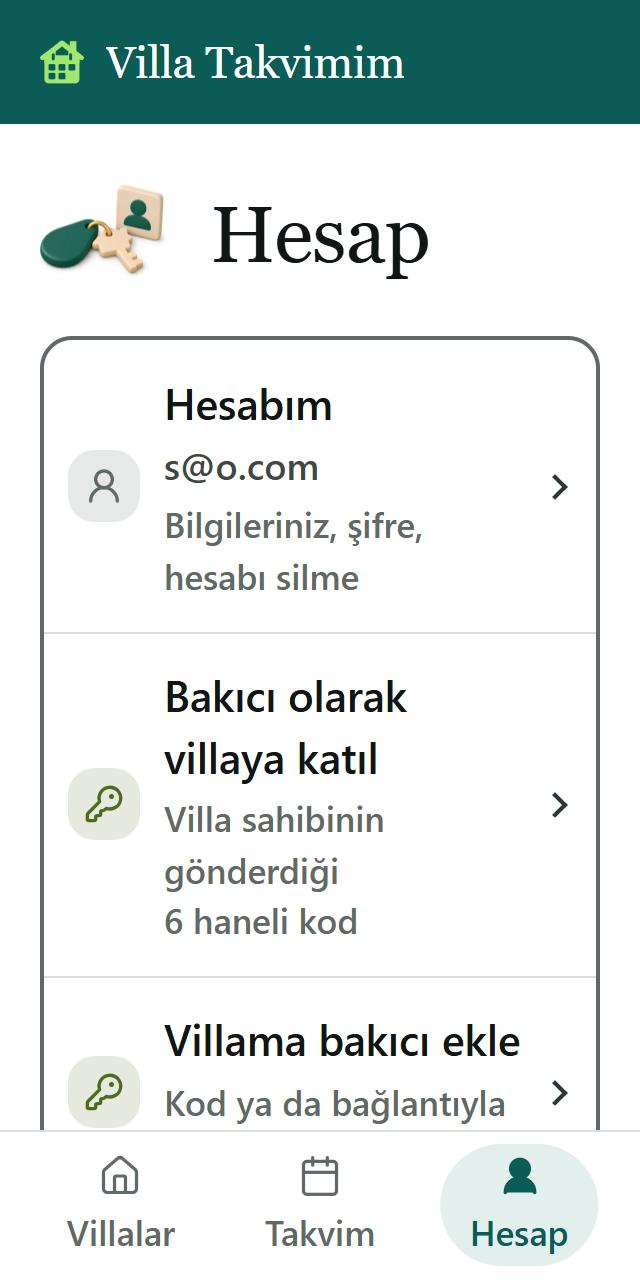 Villa Takvimim
Hesap
Hesabım
s@o.com
Bilgileriniz, şifre,
hesabı silme
Bakıcı olarak
villaya katıl
Villa sahibinin
gönderdiği
6 haneli kod
Villama bakıcı ekle
Kod ya da bağlantıyla
Villalar
Takvim
Hesap